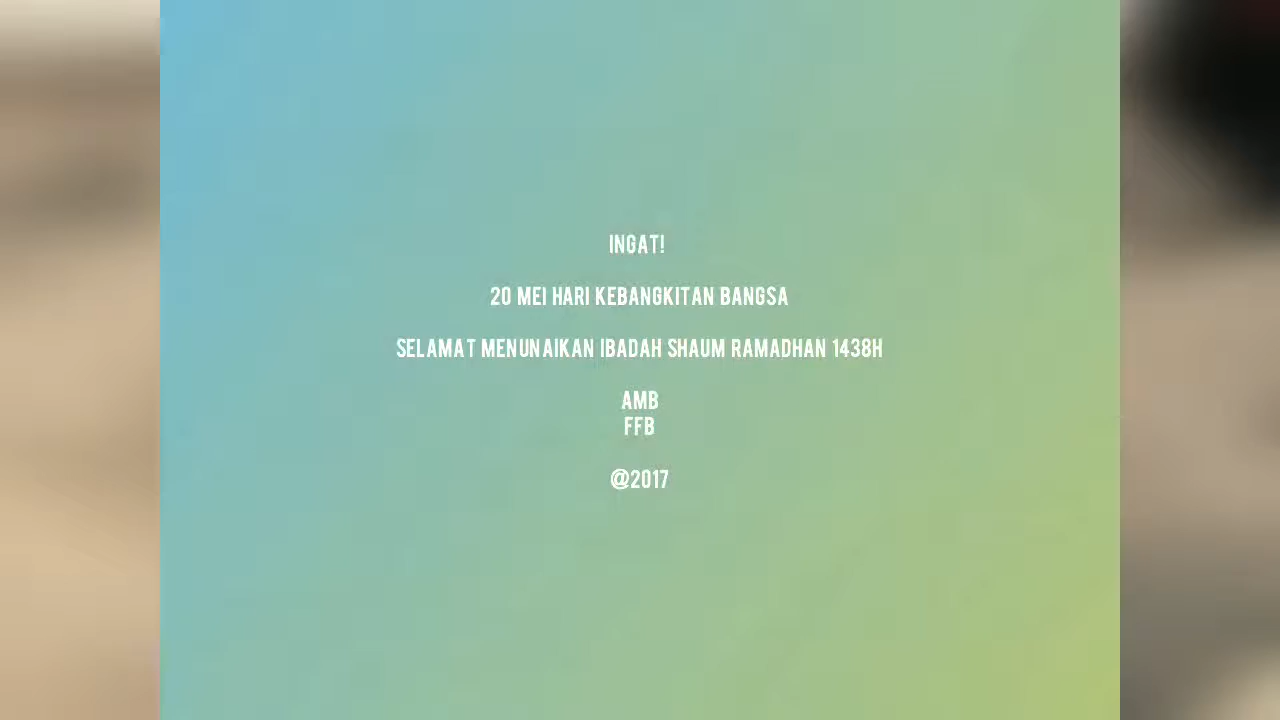 INGAT!
20 MEI HARI KEBANGKITAN BANGSA
SELAMAT MENUNAIKAN IBADAH SHAUM RAMADHAN 1438H
AMB
FFB
@2017